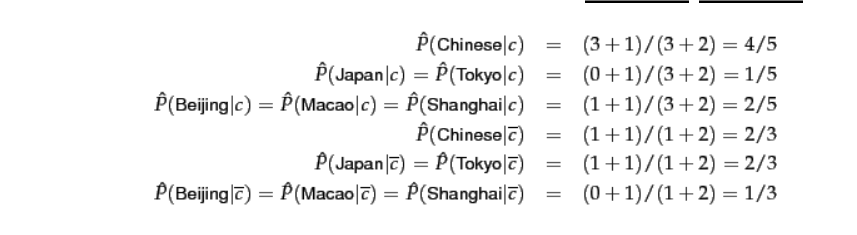 P̂(Chinese|c) = (3 + 1)/(3 + 2) = 4/5
P̂(Japan|c) = P̂(Tokyo|c) = (0 + 1)/(3 + 2) = 1/5
P̂(Beijing|c) = P̂(Macao|c) = P̂(Shanghai|c) = (1 + 1)/(3 + 2) = 2/5
P̂(Chinese|c̅) = (1 + 1)/(1 + 2) = 2/3
P̂(Japan|c̅) = P̂(Tokyo|c̅) = (1 + 1)/(1 + 2) = 2/3
P̂(Beijing|c̅) = P̂(Macao|c̅) = P̂(Shanghai|c̅) = (0 + 1)/(1 + 2) = 1/3